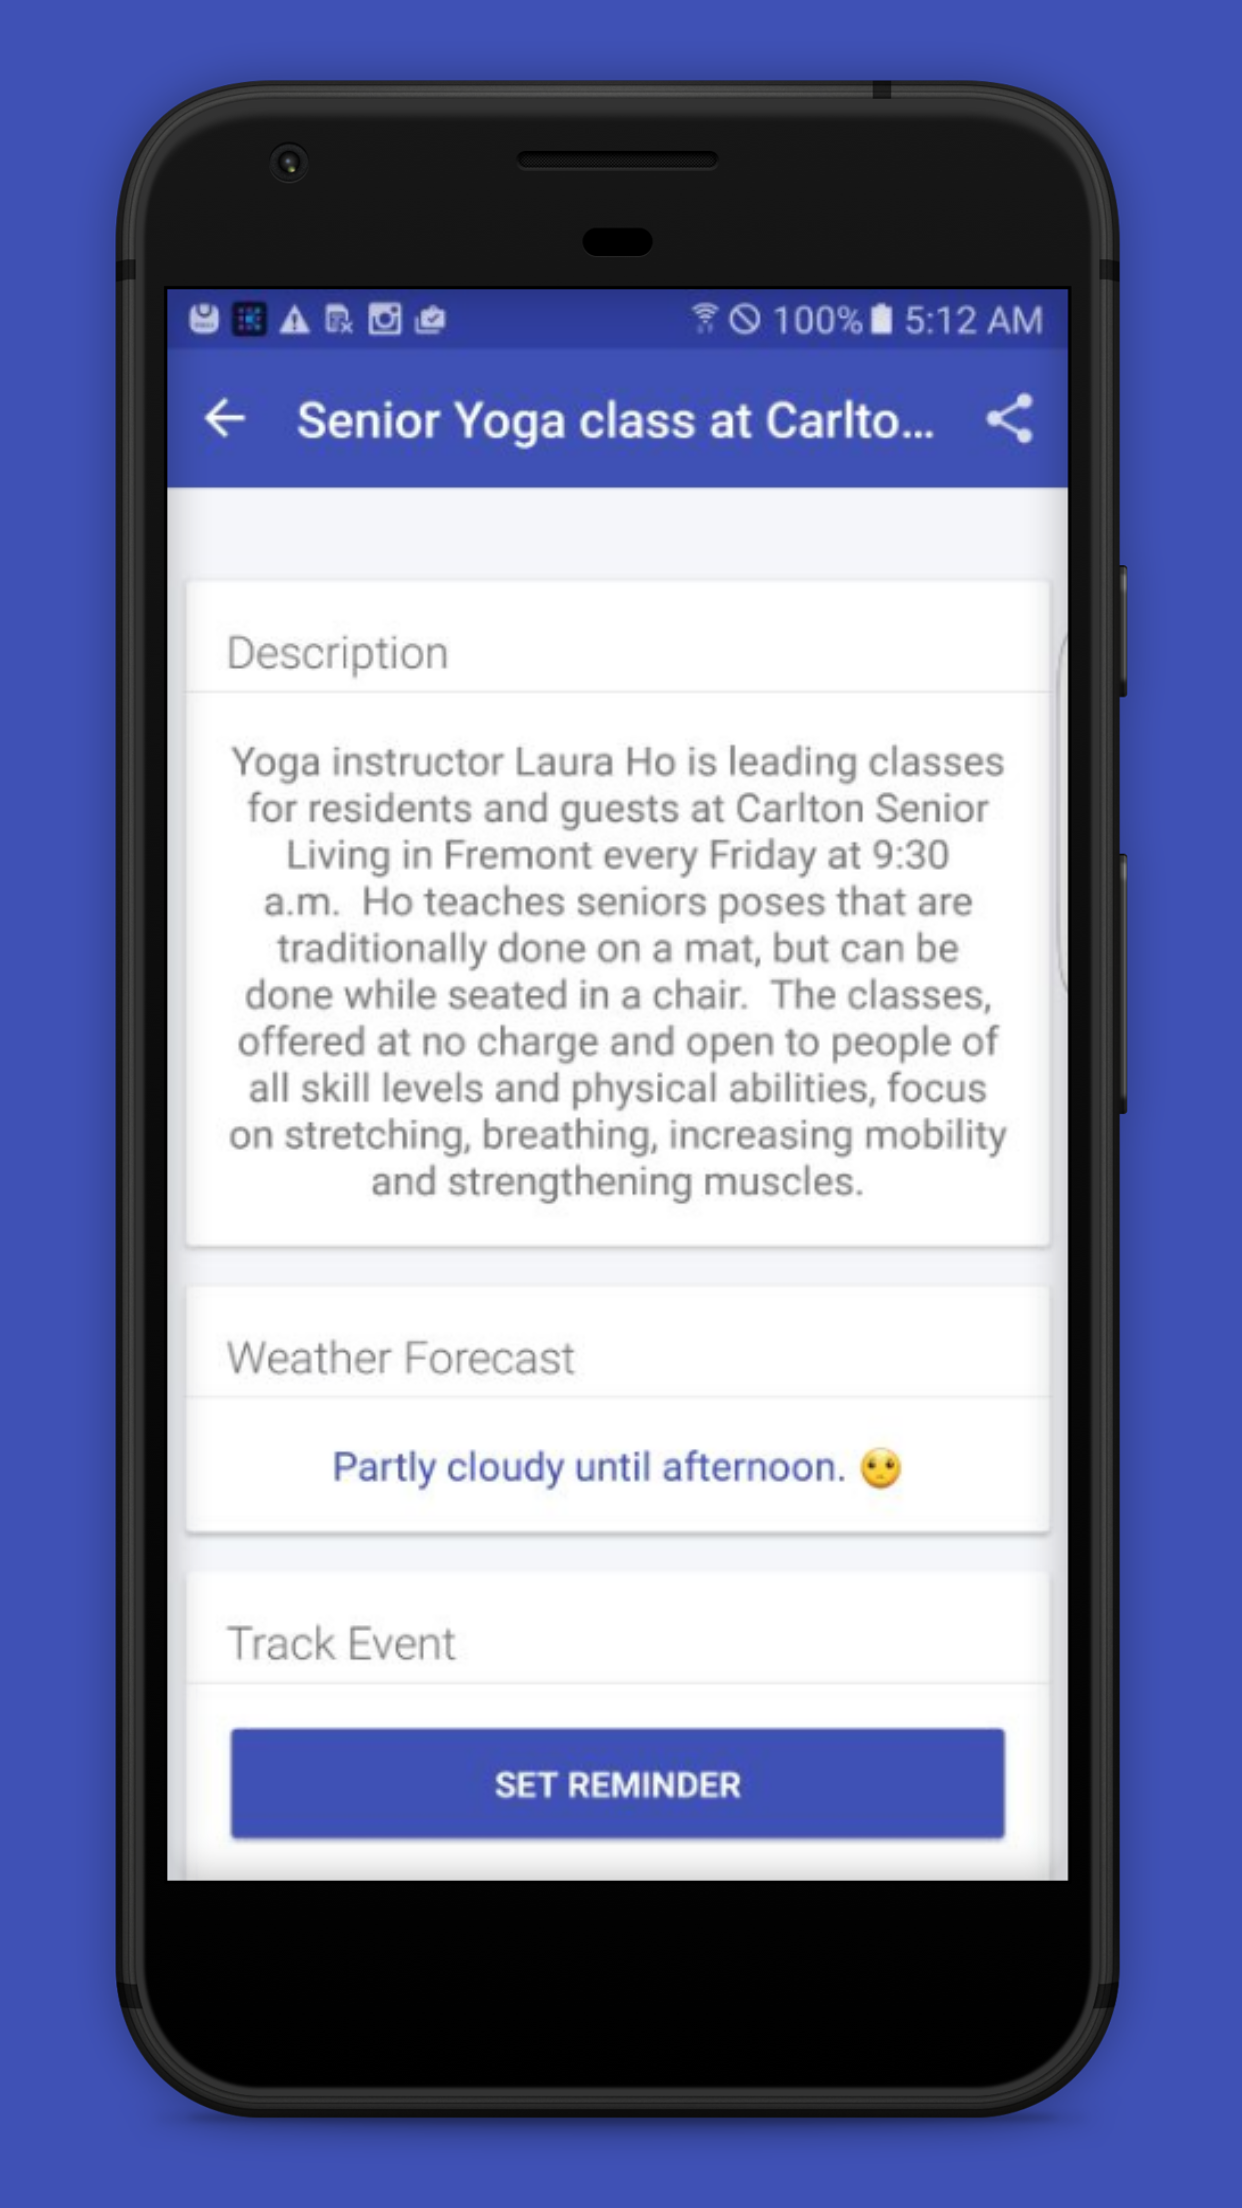 100% 5:12 AM
Senior Yoga class at Carlto...
Description
Yoga instructor Laura Ho is leading classes
for residents and guests at Carlton Senior
Living in Fremont every Friday at 9:30
a.m.  Ho teaches seniors poses that are
traditionally done on a mat, but can be
done while seated in a chair.  The classes,
offered at no charge and open to people of
all skill levels and physical abilities, focus
on stretching, breathing, increasing mobility
and strengthening muscles.
Weather Forecast
Partly cloudy until afternoon. 🙁
Track Event
SET REMINDER